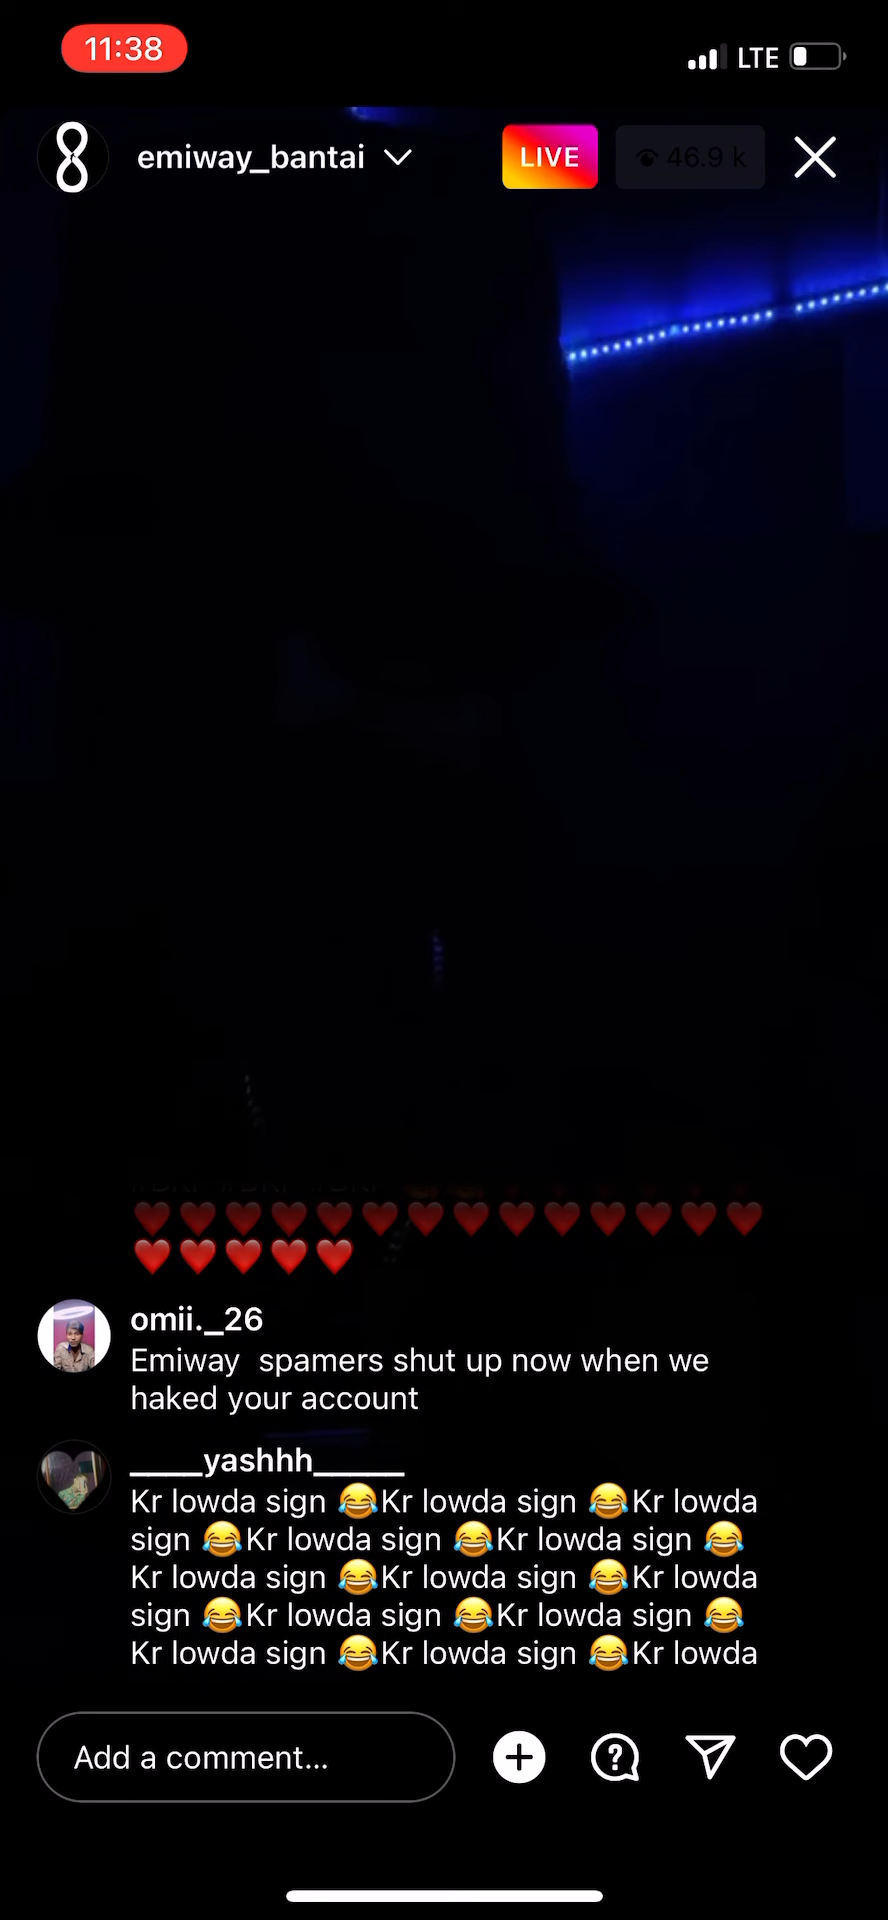 11:38
LTE
emiway_bantai
LIVE
46.9 k
omii._26
Emiway  spamers shut up now when we
haked your account
____yashhh_____
Kr lowda sign 😂Kr lowda sign 😂Kr lowda
sign 😂Kr lowda sign 😂Kr lowda sign 😂
Kr lowda sign 😂Kr lowda sign 😂Kr lowda
sign 😂Kr lowda sign 😂Kr lowda sign 😂
Kr lowda sign 😂Kr lowda sign 😂Kr lowda
Add a comment...